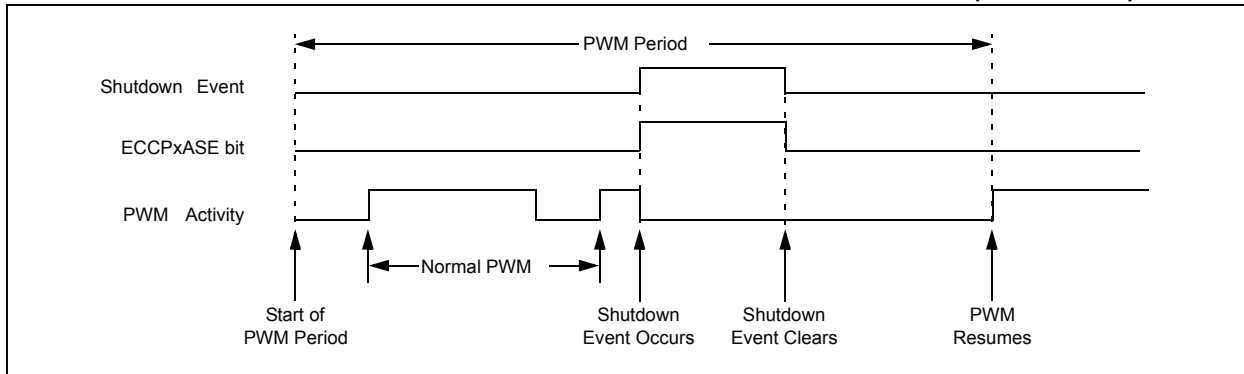 PWM Period
Shutdown Event
ECCPxASE bit
PWM Activity
Normal PWM
Start of
PWM Period
Shutdown
Event Occurs
Shutdown
Event Clears
PWM
Resumes